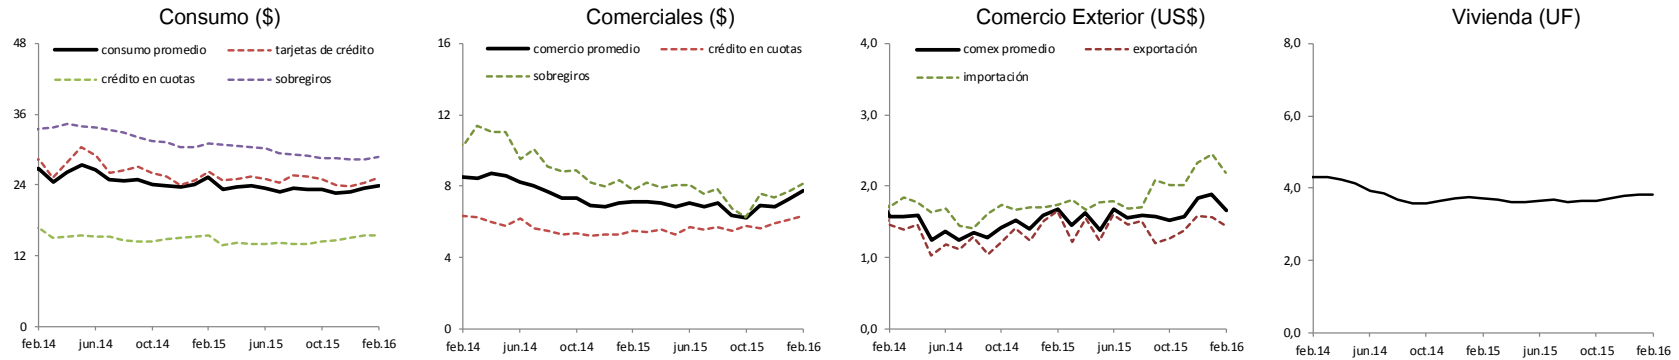 Consumo ($)
48
consumo promedio
tarjetas de crédito
crédito en cuotas
sobregiros
36
24
12
0
feb.14
jun.14
oct.14
feb.15
jun.15
oct.15
feb.16
Comerciales ($)
16
comercio promedio
crédito en cuotas
sobregiros
12
8
4
0
feb.14
jun.14
oct.14
feb.15
jun.15
oct.15
feb.16
Comercio Exterior (US$)
4,0
comex promedio
exportación
importación
3,0
2,0
1,0
0,0
feb.14
jun.14
oct.14
feb.15
jun.15
oct.15
feb.16
Vivienda (UF)
8,0
6,0
4,0
2,0
0,0
feb.14
jun.14
oct.14
feb.15
jun.15
oct.15
feb.16